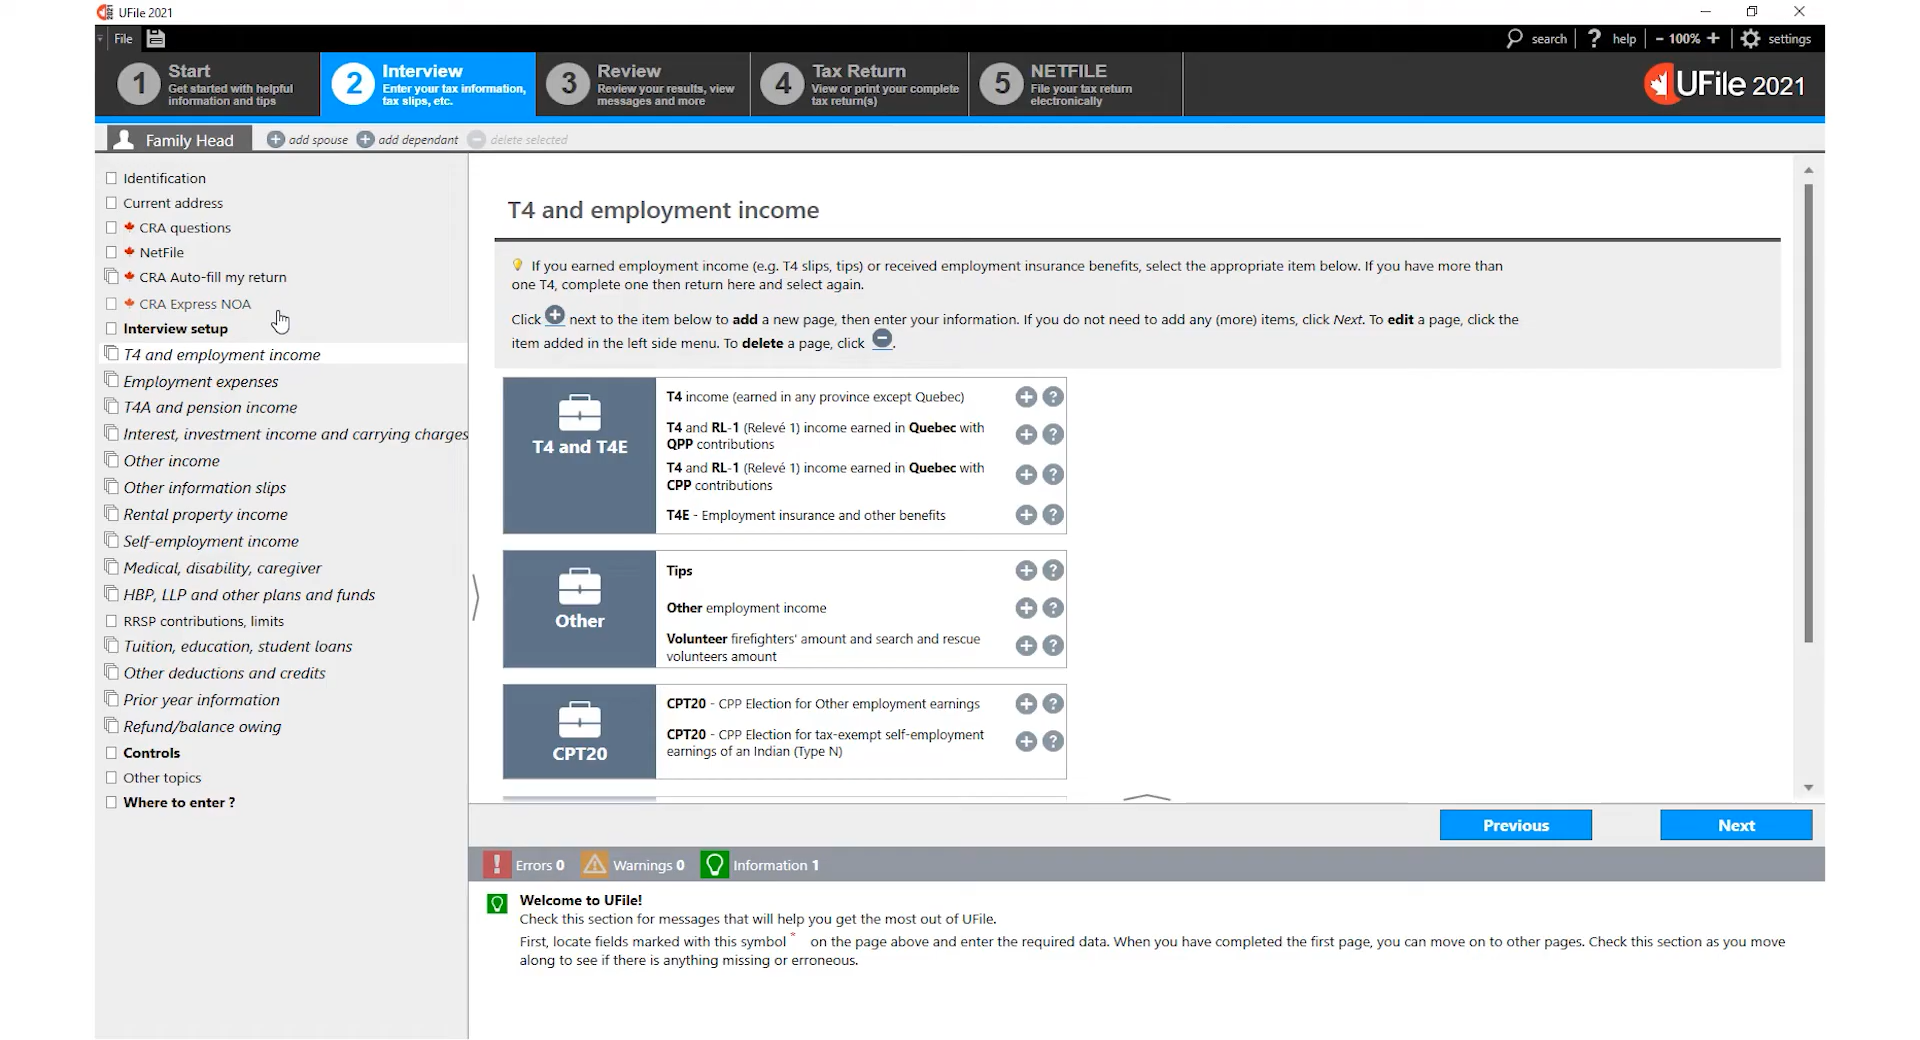 UFile 2021
File
search
? help
- 100% +
settings
1 Start
Get started with helpful
information and tips
2 Interview
Enter your tax information,
tax slips, etc.
3 Review
Review your results, view
messages and more
4 Tax Return
View or print your complete
tax return(s)
5 NETFILE
File your tax return
electronically
UFile 2021
Family Head
add spouse
add dependant
delete selected
Identification
Current address
CRA questions
NetFile
CRA Auto-fill my return
CRA Express NOA
Interview setup
T4 and employment income
Employment expenses
T4A and pension income
Interest, investment income and carrying charges
Other income
Other information slips
Rental property income
Self-employment income
Medical, disability, caregiver
HBP, LLP and other plans and funds
RRSP contributions, limits
Tuition, education, student loans
Other deductions and credits
Prior year information
Refund/balance owing
Controls
Other topics
Where to enter ?
T4 and employment income
If you earned employment income (e.g. T4 slips, tips) or received employment insurance benefits, select the appropriate item below. If you have more than
one T4, complete one then return here and select again.
Click + next to the item below to add a new page, then enter your information. If you do not need to add any (more) items, click Next. To edit a page, click the
item added in the left side menu. To delete a page, click -.
T4 and T4E
T4 income (earned in any province except Quebec)
T4 and RL-1 (Relevé 1) income earned in Quebec with
QPP contributions
T4 and RL-1 (Relevé 1) income earned in Quebec with
CPP contributions
T4E - Employment insurance and other benefits
Other
Tips
Other employment income
Volunteer firefighters' amount and search and rescue
volunteers amount
CPT20
CPT20 - CPP Election for Other employment earnings
CPT20 - CPP Election for tax-exempt self-employment
earnings of an Indian (Type N)
Previous
Next
Errors 0
Warnings 0
Information 1
Welcome to UFile!
Check this section for messages that will help you get the most out of UFile.
First, locate fields marked with this symbol * on the page above and enter the required data. When you have completed the first page, you can move on to other pages. Check this section as you move
along to see if there is anything missing or erroneous.